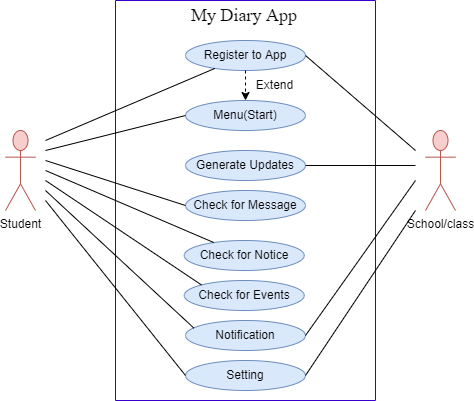 My Diary App
Register to App
Extend
Menu(Start)
Generate Updates
Check for Message
Student
School/class
Check for Notice
Check for Events
Notification
Setting